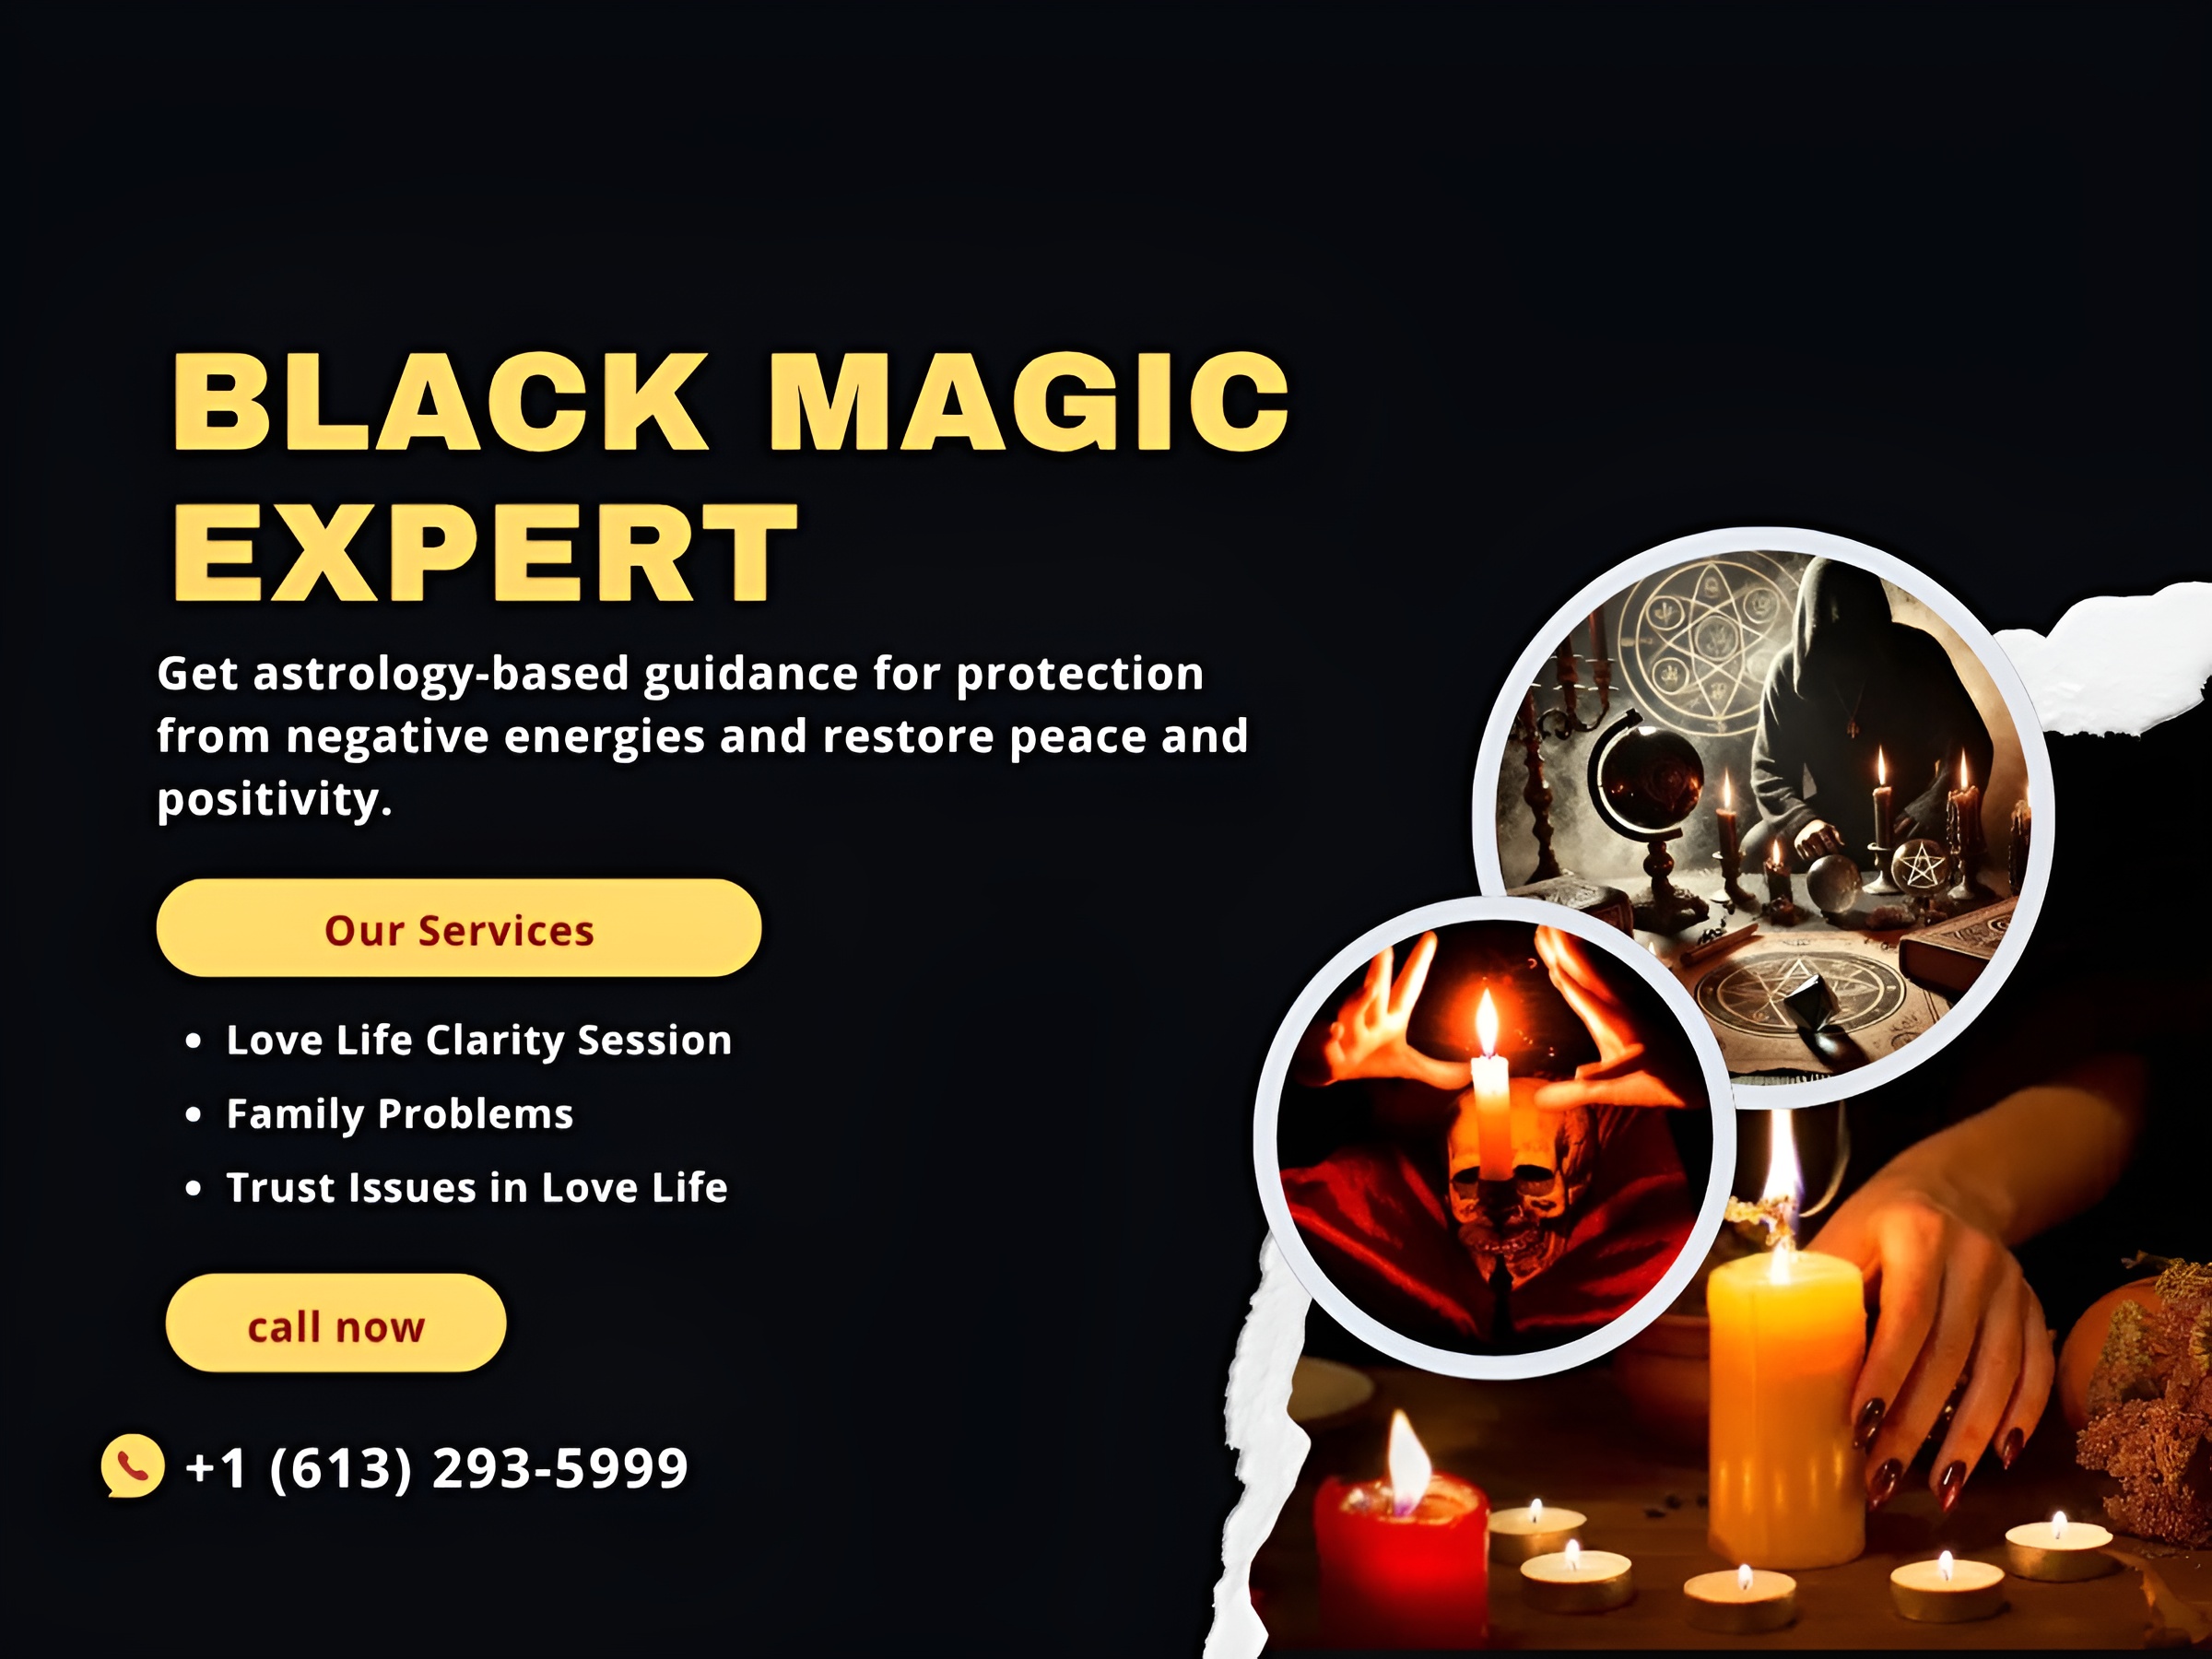 BLACK MAGIC
EXPERT
Get astrology-based guidance for protection
from negative energies and restore peace and
positivity.
Our Services
• Love Life Clarity Session
• Family Problems
• Trust Issues in Love Life
call now
+1 (613) 293-5999